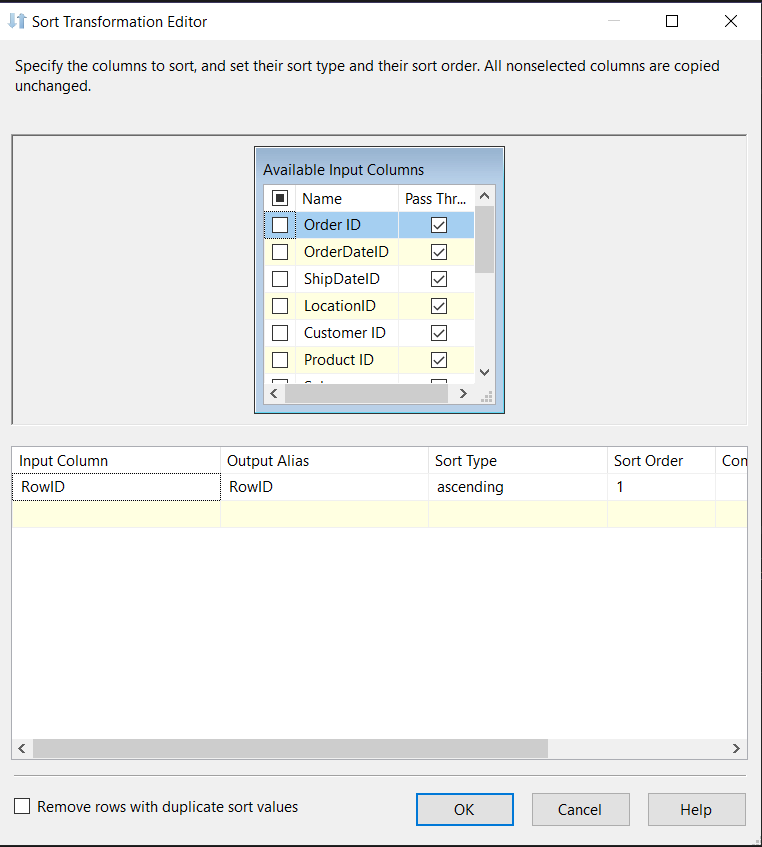 Sort Transformation Editor
Specify the columns to sort, and set their sort type and their sort order. All nonselected columns are copied
unchanged.
Available Input Columns
Name Pass Thr...
Order ID
OrderDateID
ShipDateID
LocationID
Customer ID
Product ID
Input Column Output Alias Sort Type Sort Order Com
RowID RowID ascending 1
Remove rows with duplicate sort values OK Cancel Help